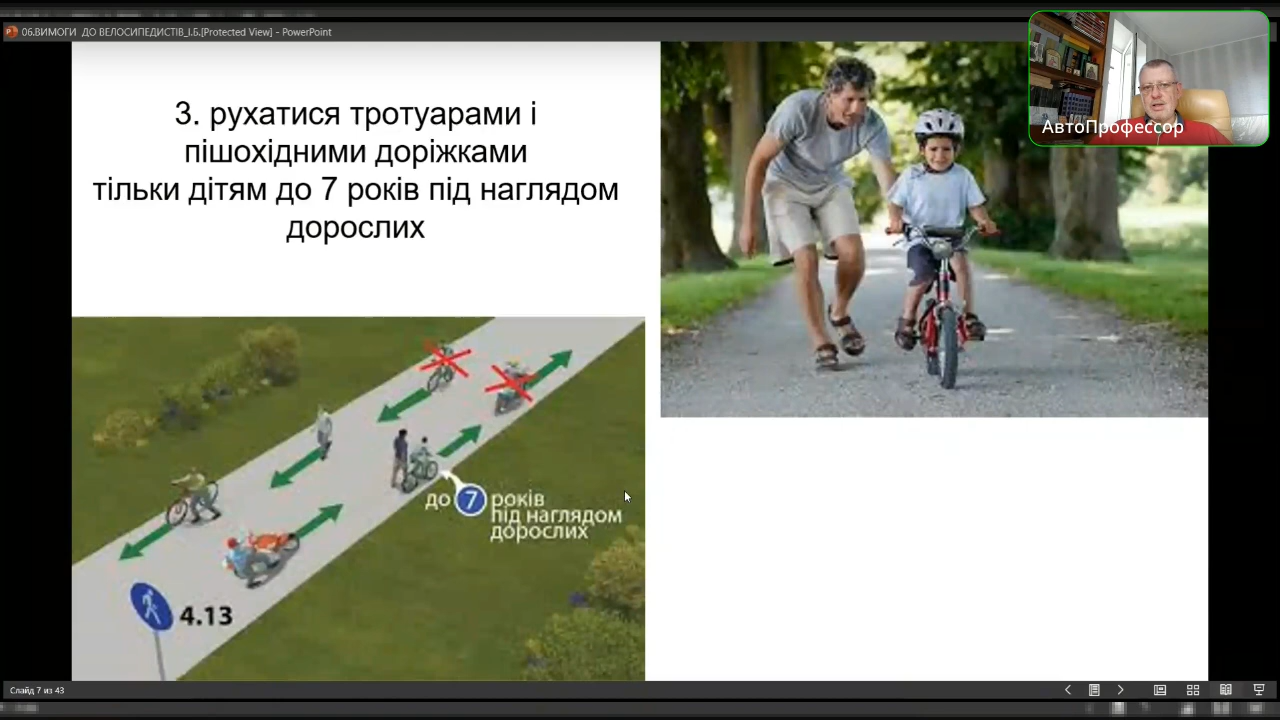 06.ВИМОГИ ДО ВЕЛОСИПЕДИСТІВ_І.Б.[Protected View] - PowerPoint
АвтоПрофессор
3. рухатися тротуарами і
пішохідними доріжками
тільки дітям до 7 років під наглядом
дорослих
до 7 років
під наглядом
дорослих
4.13
Слайд 7 из 43